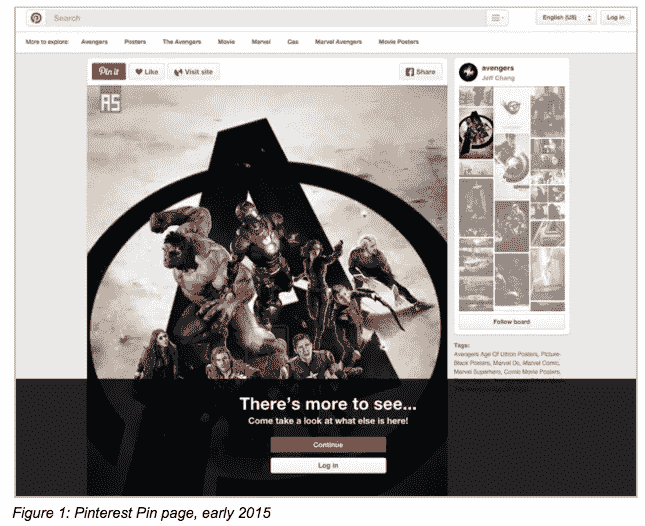 Search
English (US)
Log in
More to explore:
Avengers
Posters
The Avengers
Movie
Marvel
Gas
Marvel Avengers
Movie Posters
Pin it
Like
Visit site
Share
AS
avengers
Jeff Chang
Follow board
Tags:
Avengers Age Of Ultron Posters, Picture-
Black Posters, Marvel Dc, Marvel Comic,
Marvel Superhero, Comic Movie Posters,
There's more to see...
Come take a look at what else is here!
Continue
Log in
Figure 1: Pinterest Pin page, early 2015